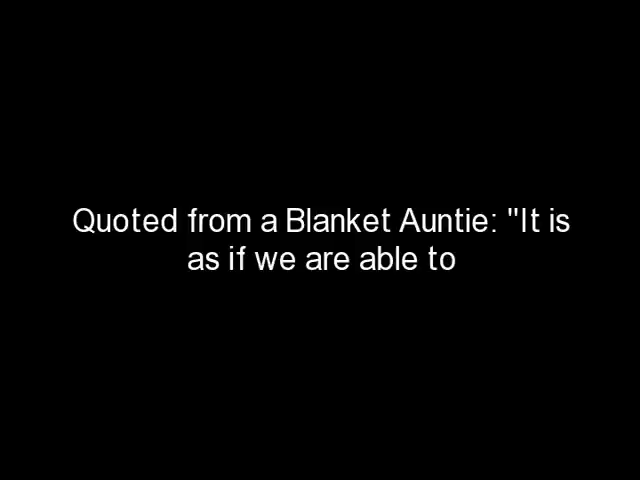 Quoted from a Blanket Auntie: "It is
as if we are able to